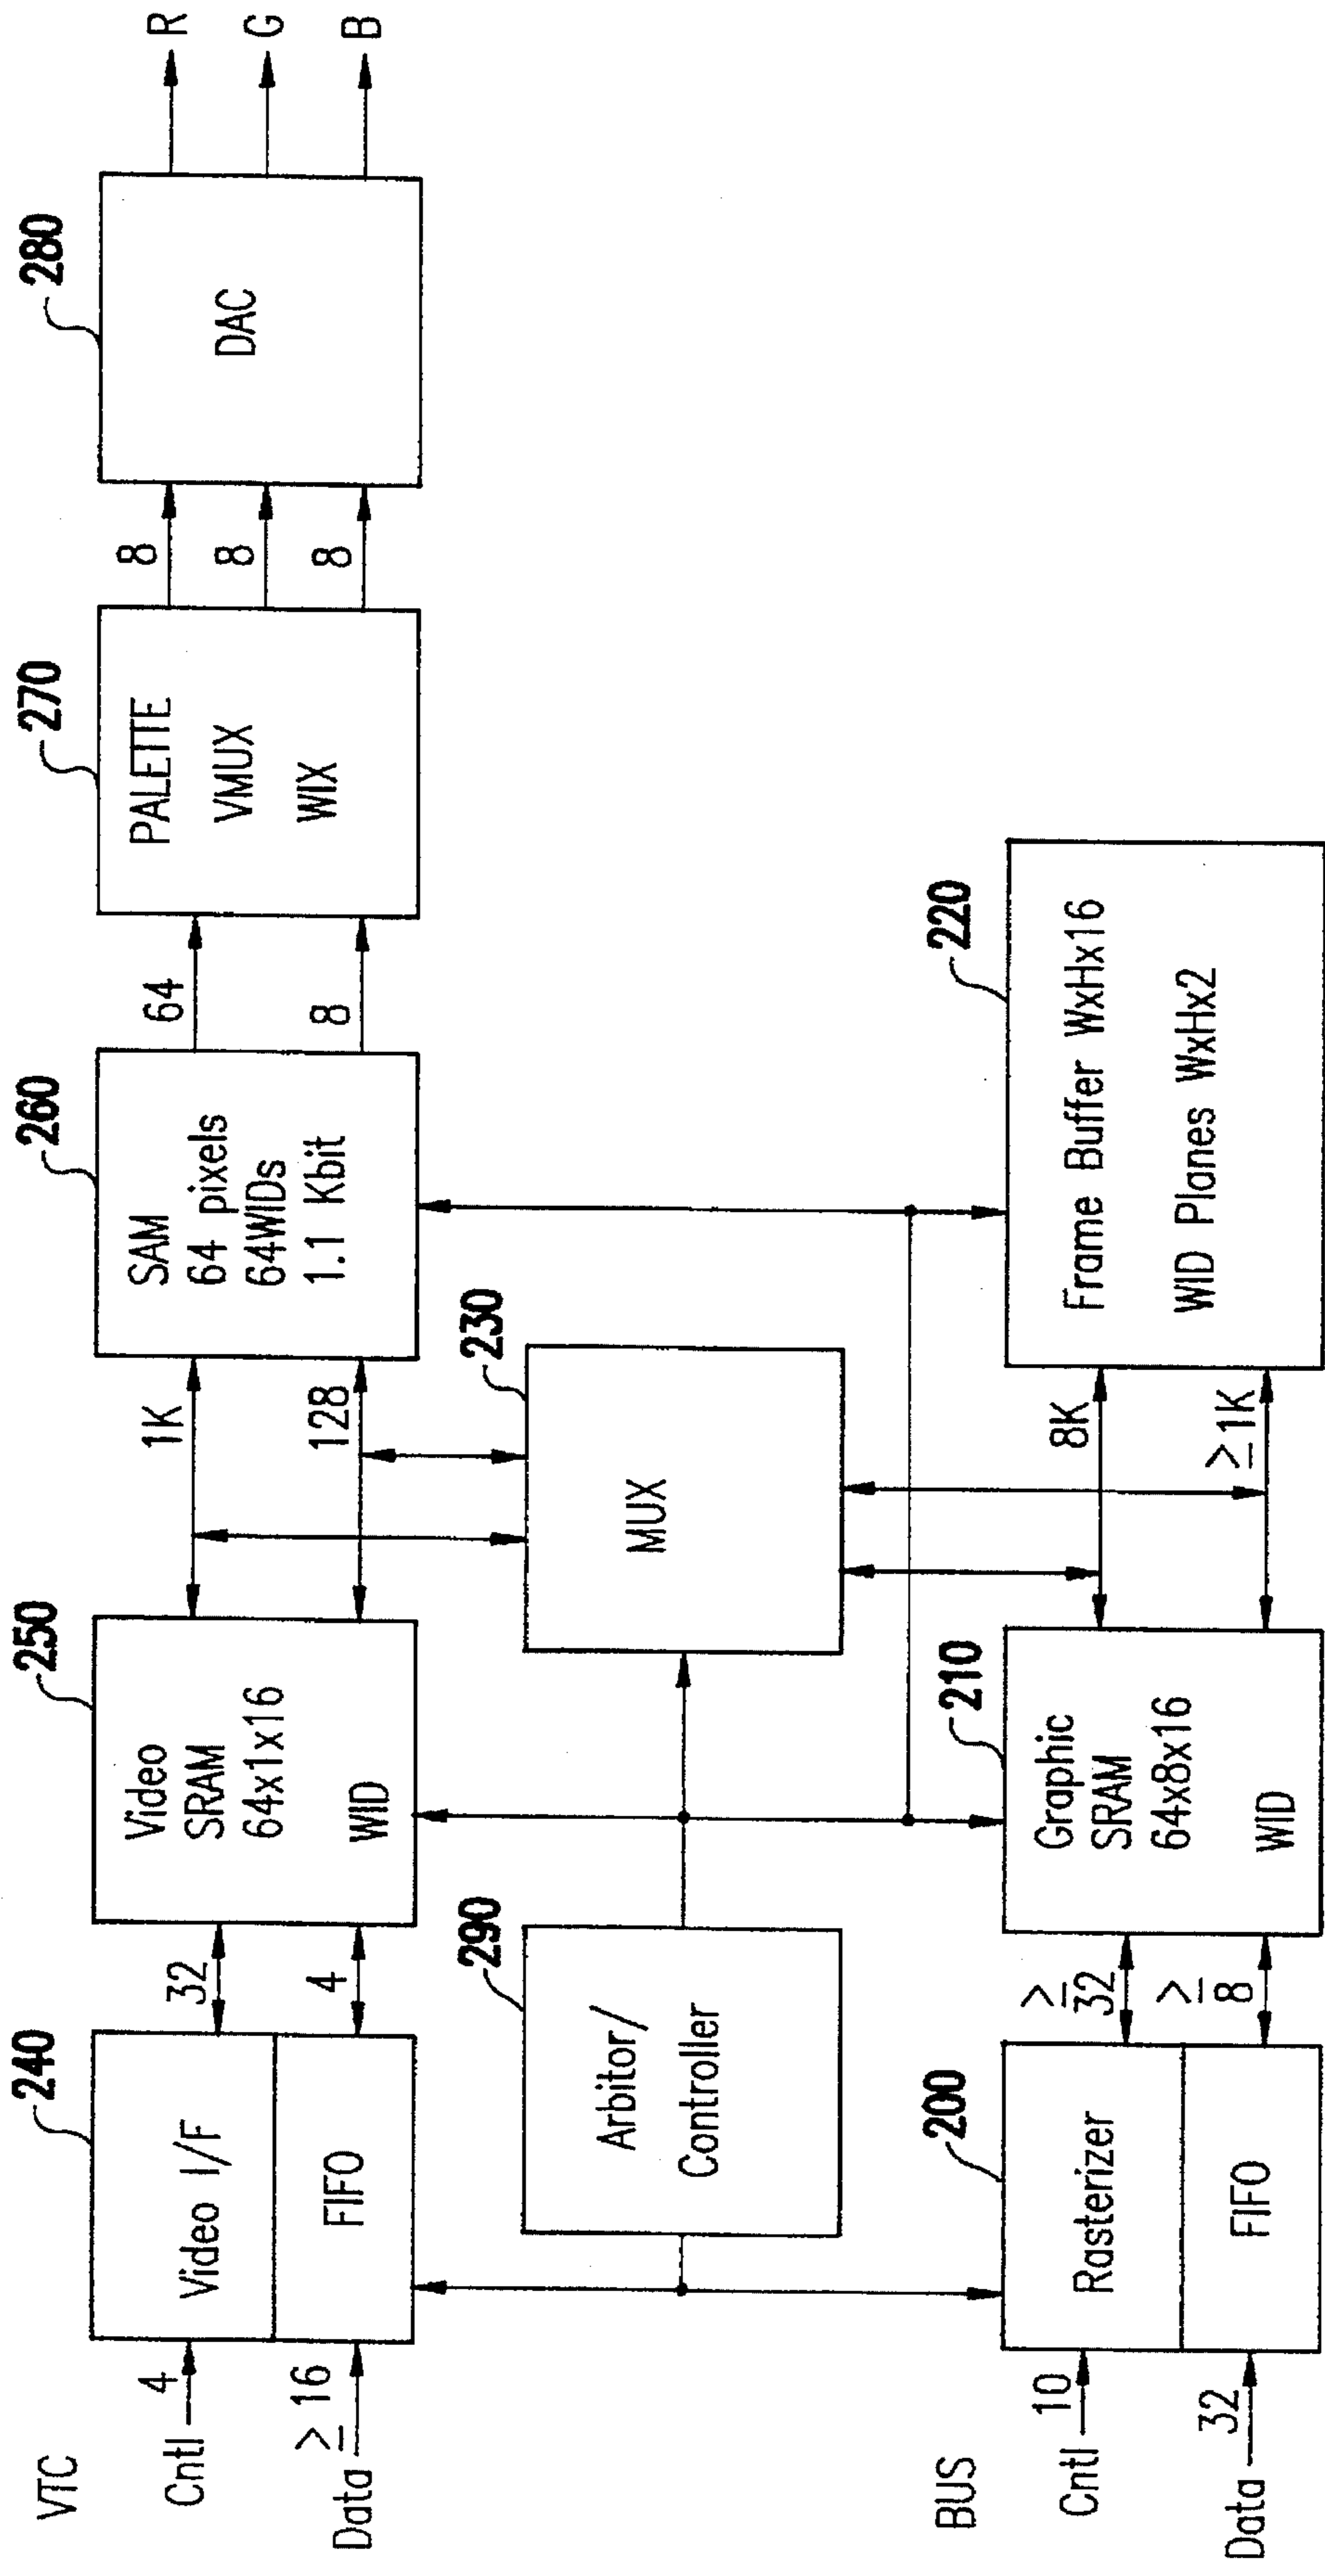 VTC
Cntl
4
Data
≥ 16
240
Video I/F
FIFO
32
4
250
Video
SRAM
64x1x16
WID
1K
128
260
SAM
64 pixels
64WIDs
1.1 Kbit
64
8
270
PALETTE
VMUX
WIX
8
8
8
280
DAC
R
G
B
290
Arbitor/
Controller
230
MUX
BUS
Cntl
10
Data
32
200
Rasterizer
FIFO
≥
32
≥
8
210
Graphic
SRAM
64x8x16
WID
8K
≥ 1K
220
Frame Buffer WxHx16
WID Planes WxHx2